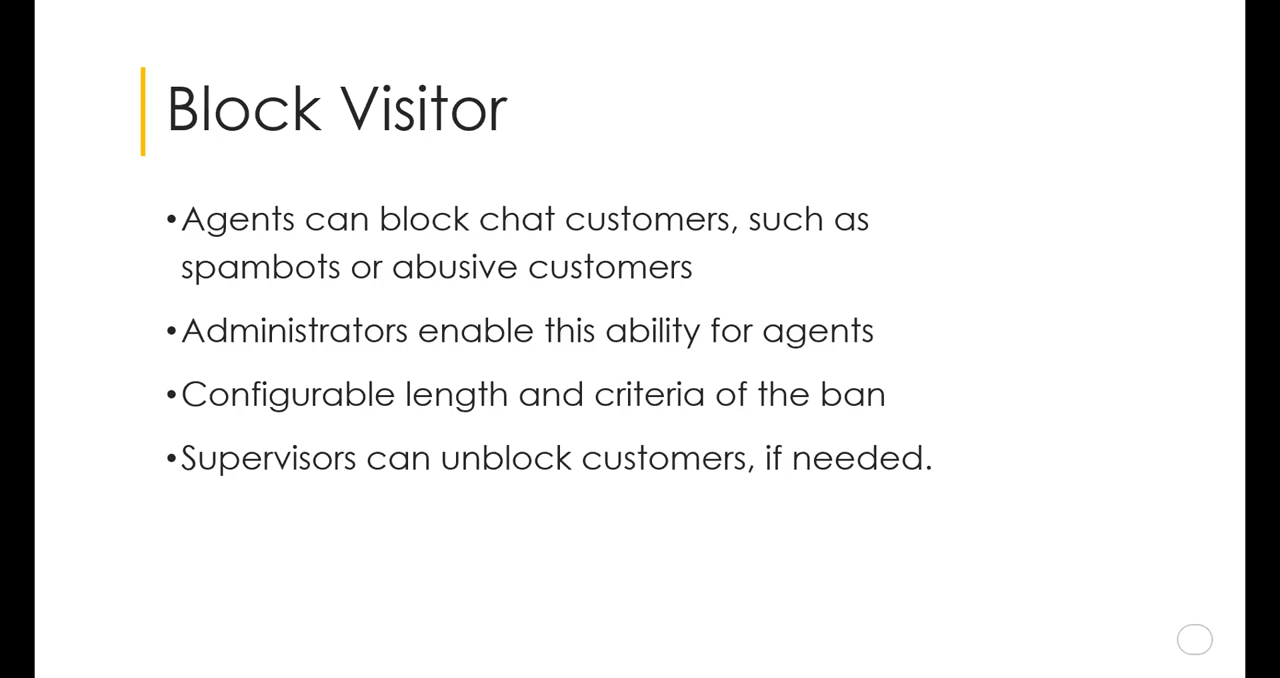 Block Visitor
•Agents can block chat customers, such as
spambots or abusive customers
•Administrators enable this ability for agents
•Configurable length and criteria of the ban
•Supervisors can unblock customers, if needed.